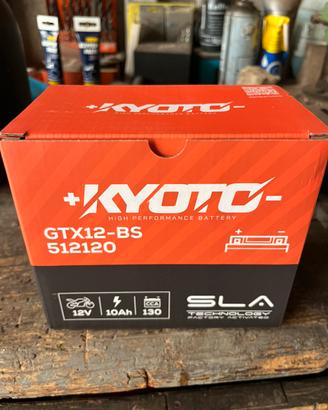 +KYOTO-
+KYOTO-
HIGH PERFORMANCE BATTERY
GTX12-BS
512120
+ -
CCA
12V 10Ah 130
SLA
TECHNOLOGY
FACTORY ACTIVATED